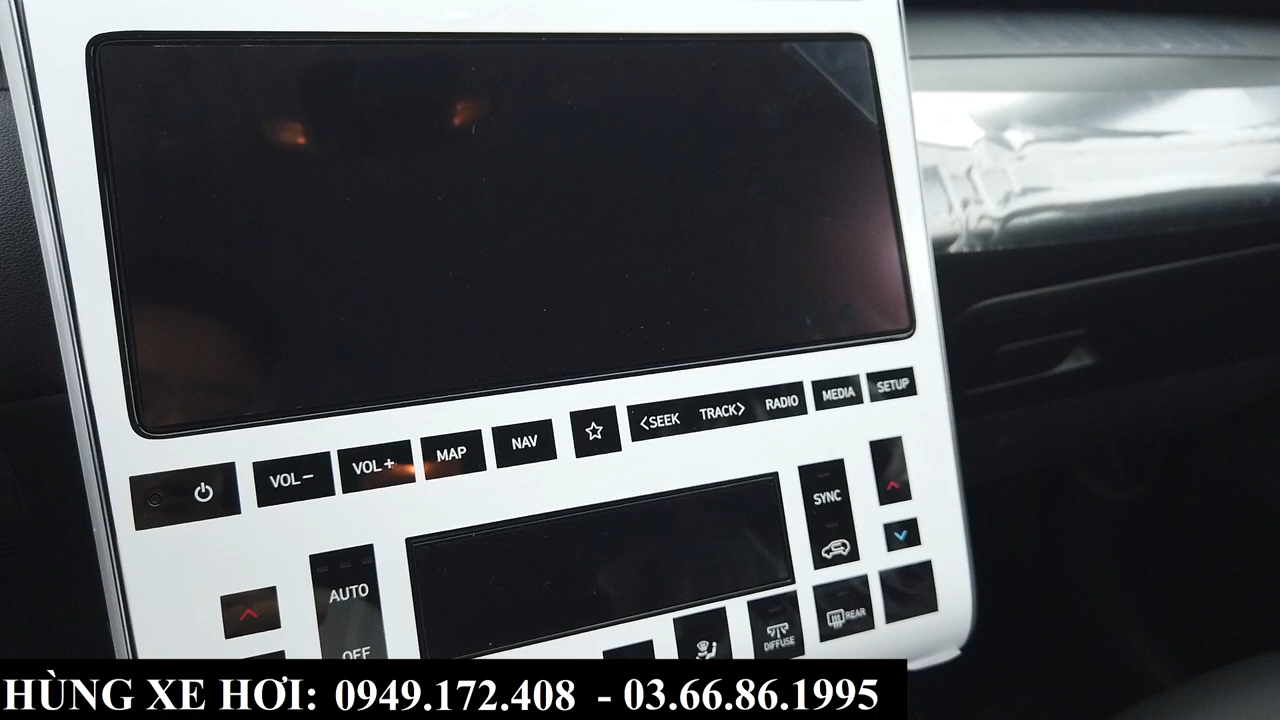 VOL− VOL+ MAP NAV ☆ <SEEK TRACK> RADIO MEDIA SETUP
SYNC
AUTO
OFF
DIFFUSE
REAR
HÙNG XE HƠI: 0949.172.408 - 03.66.86.1995